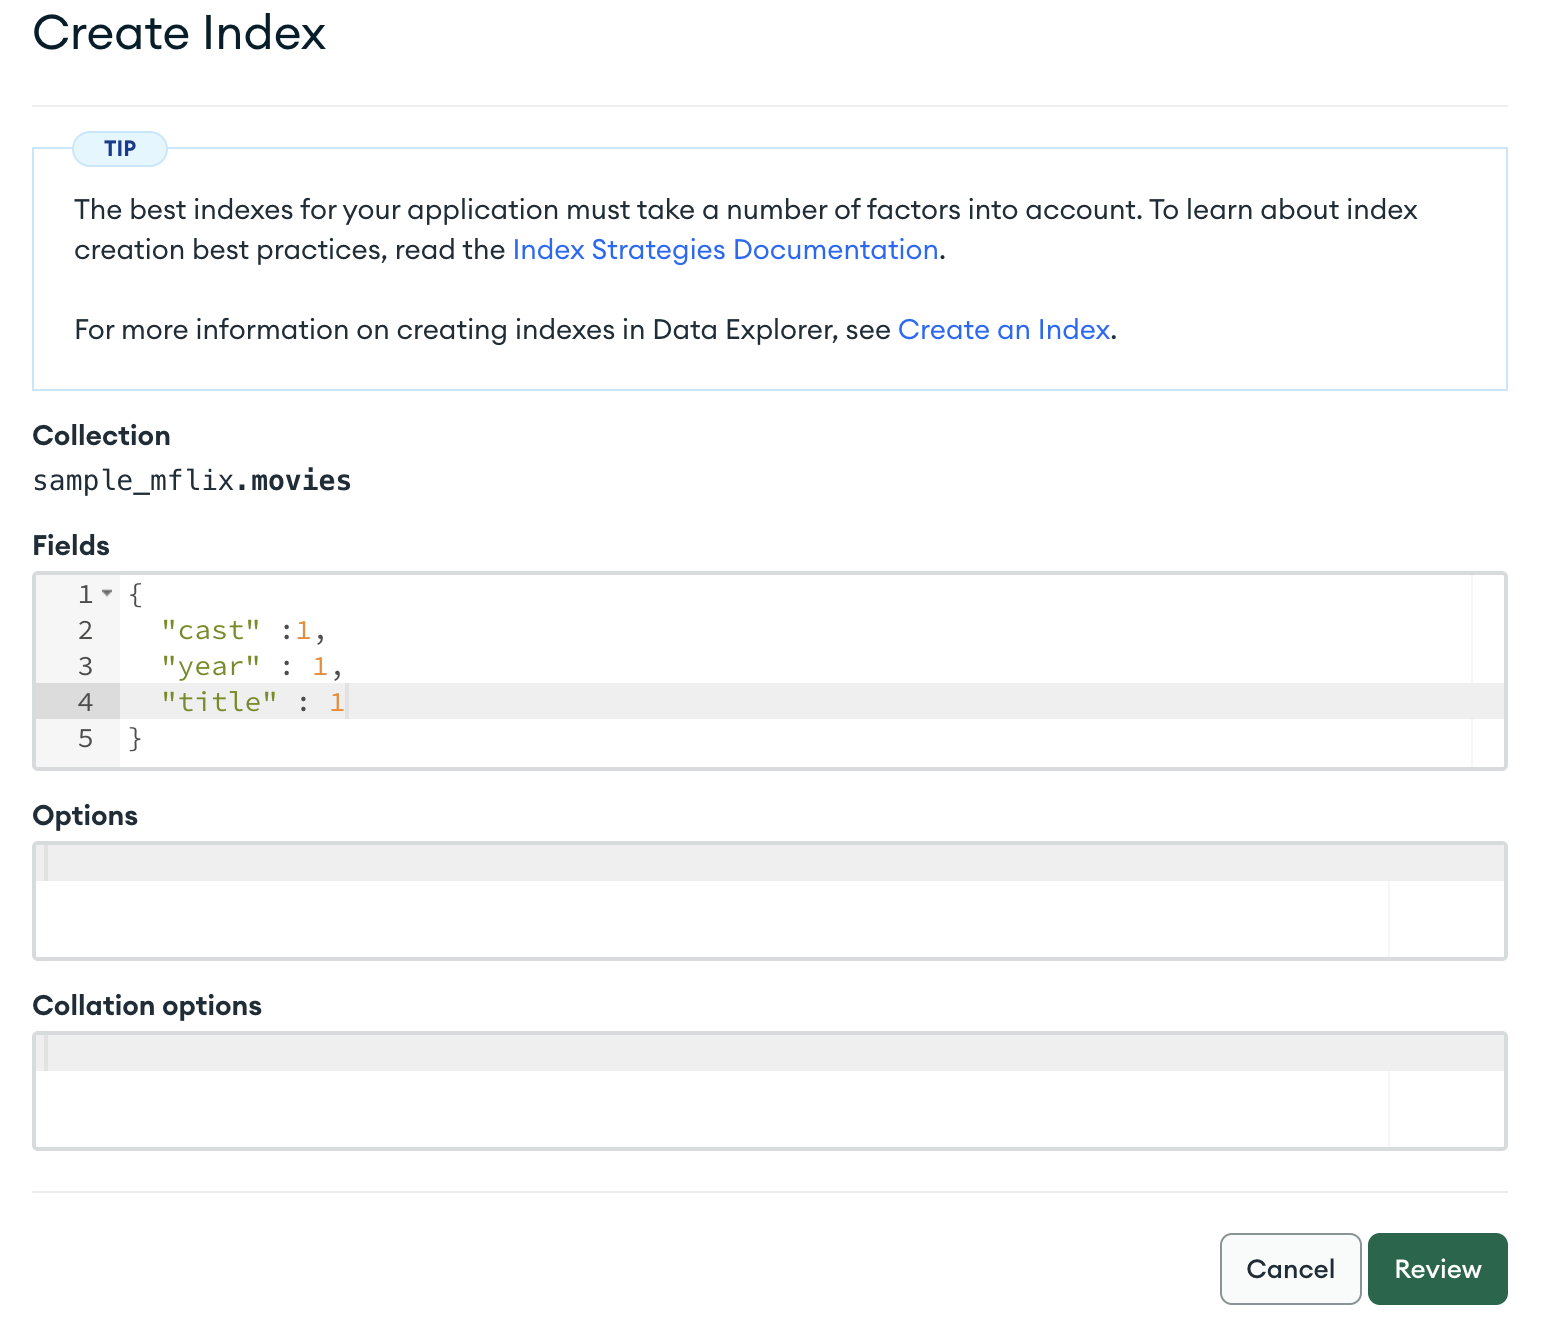 Create Index
TIP
The best indexes for your application must take a number of factors into account. To learn about index
creation best practices, read the Index Strategies Documentation.
For more information on creating indexes in Data Explorer, see Create an Index.
Collection
sample_mflix.movies
Fields
1 {
2 "cast" :1,
3 "year" : 1,
4 "title" : 1
5 }
Options
Collation options
Cancel Review